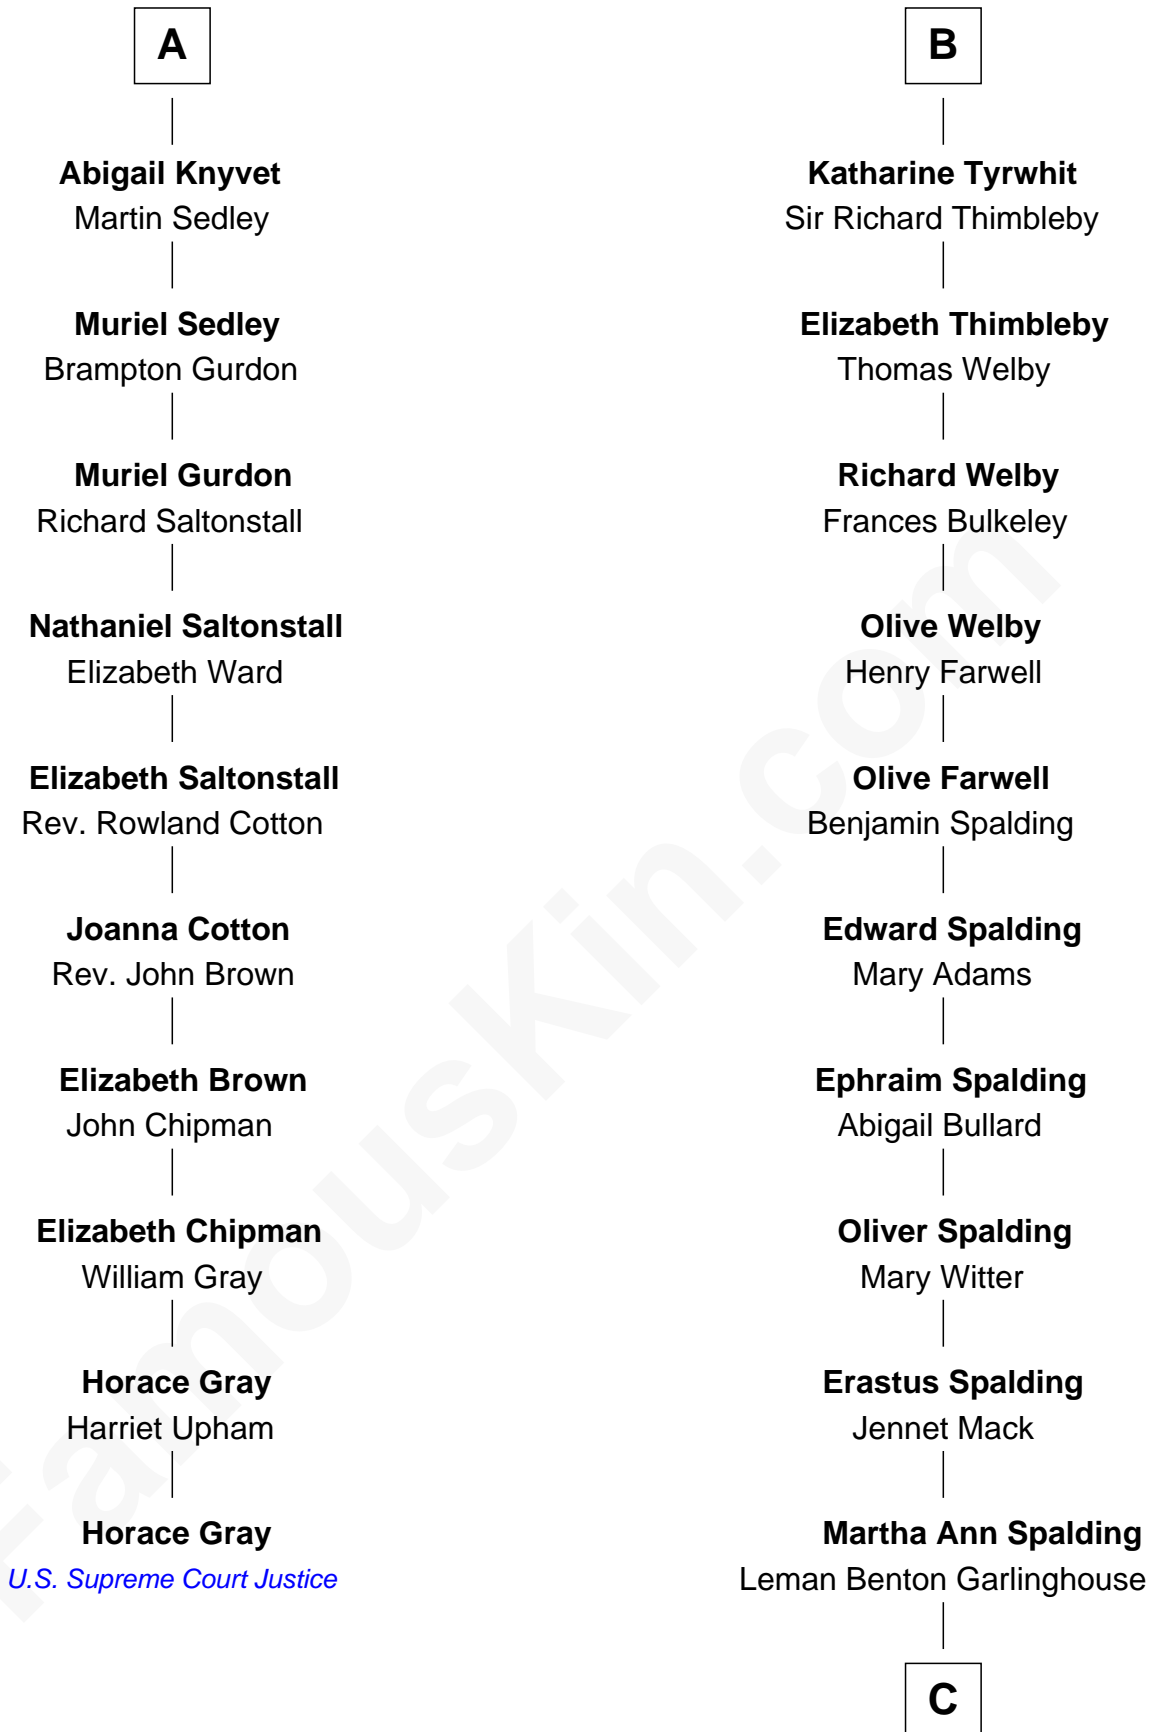 A
Abigail Knyvet
Martin Sedley
Muriel Sedley
Brampton Gurdon
Muriel Gurdon
Richard Saltonstall
Nathaniel Saltonstall
Elizabeth Ward
Elizabeth Saltonstall
Rev. Rowland Cotton
Joanna Cotton
Rev. John Brown
Elizabeth Brown
John Chipman
Elizabeth Chipman
William Gray
Horace Gray
Harriet Upham
Horace Gray
U.S. Supreme Court Justice
B
Katharine Tyrwhit
Sir Richard Thimbleby
Elizabeth Thimbleby
Thomas Welby
Richard Welby
Frances Bulkeley
Olive Welby
Henry Farwell
Olive Farwell
Benjamin Spalding
Edward Spalding
Mary Adams
Ephraim Spalding
Abigail Bullard
Oliver Spalding
Mary Witter
Erastus Spalding
Jennet Mack
Martha Ann Spalding
Leman Benton Garlinghouse
C
FamousKin.com